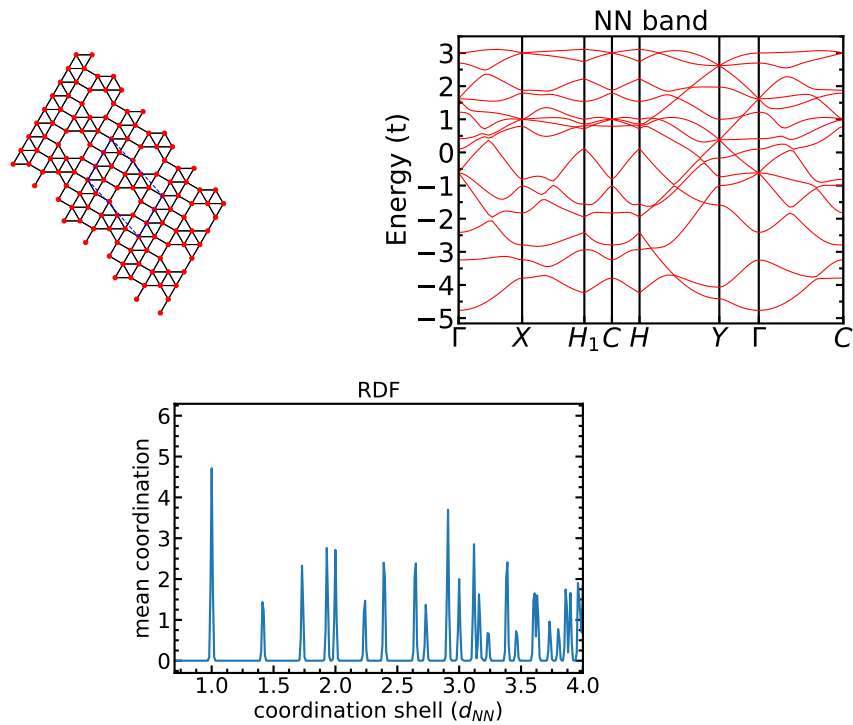 NN band
Energy (t)
3
2
1
0
−1
−2
−3
−4
−5
Γ X H₁ C H Y Γ C
RDF
mean coordination
6
5
4
3
2
1
0
1.0 1.5 2.0 2.5 3.0 3.5 4.0
coordination shell (d_{NN})